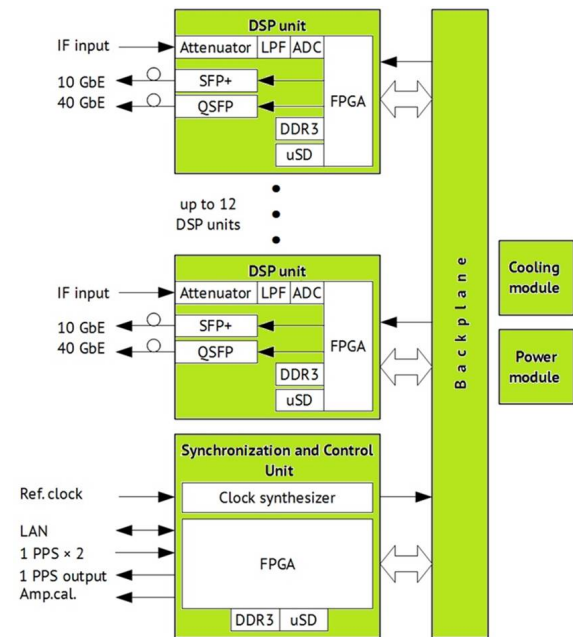 DSP unit
IF input
Attenuator LPF ADC
10 GbE
SFP+
40 GbE
QSFP
FPGA
DDR3
uSD
up to 12
DSP units
DSP unit
IF input
Attenuator LPF ADC
10 GbE
SFP+
40 GbE
QSFP
FPGA
DDR3
uSD
Backplane
Cooling
module
Power
module
Synchronization and Control
Unit
Ref. clock
Clock synthesizer
LAN
1 PPS × 2
1 PPS output
Amp.cal.
FPGA
DDR3 uSD